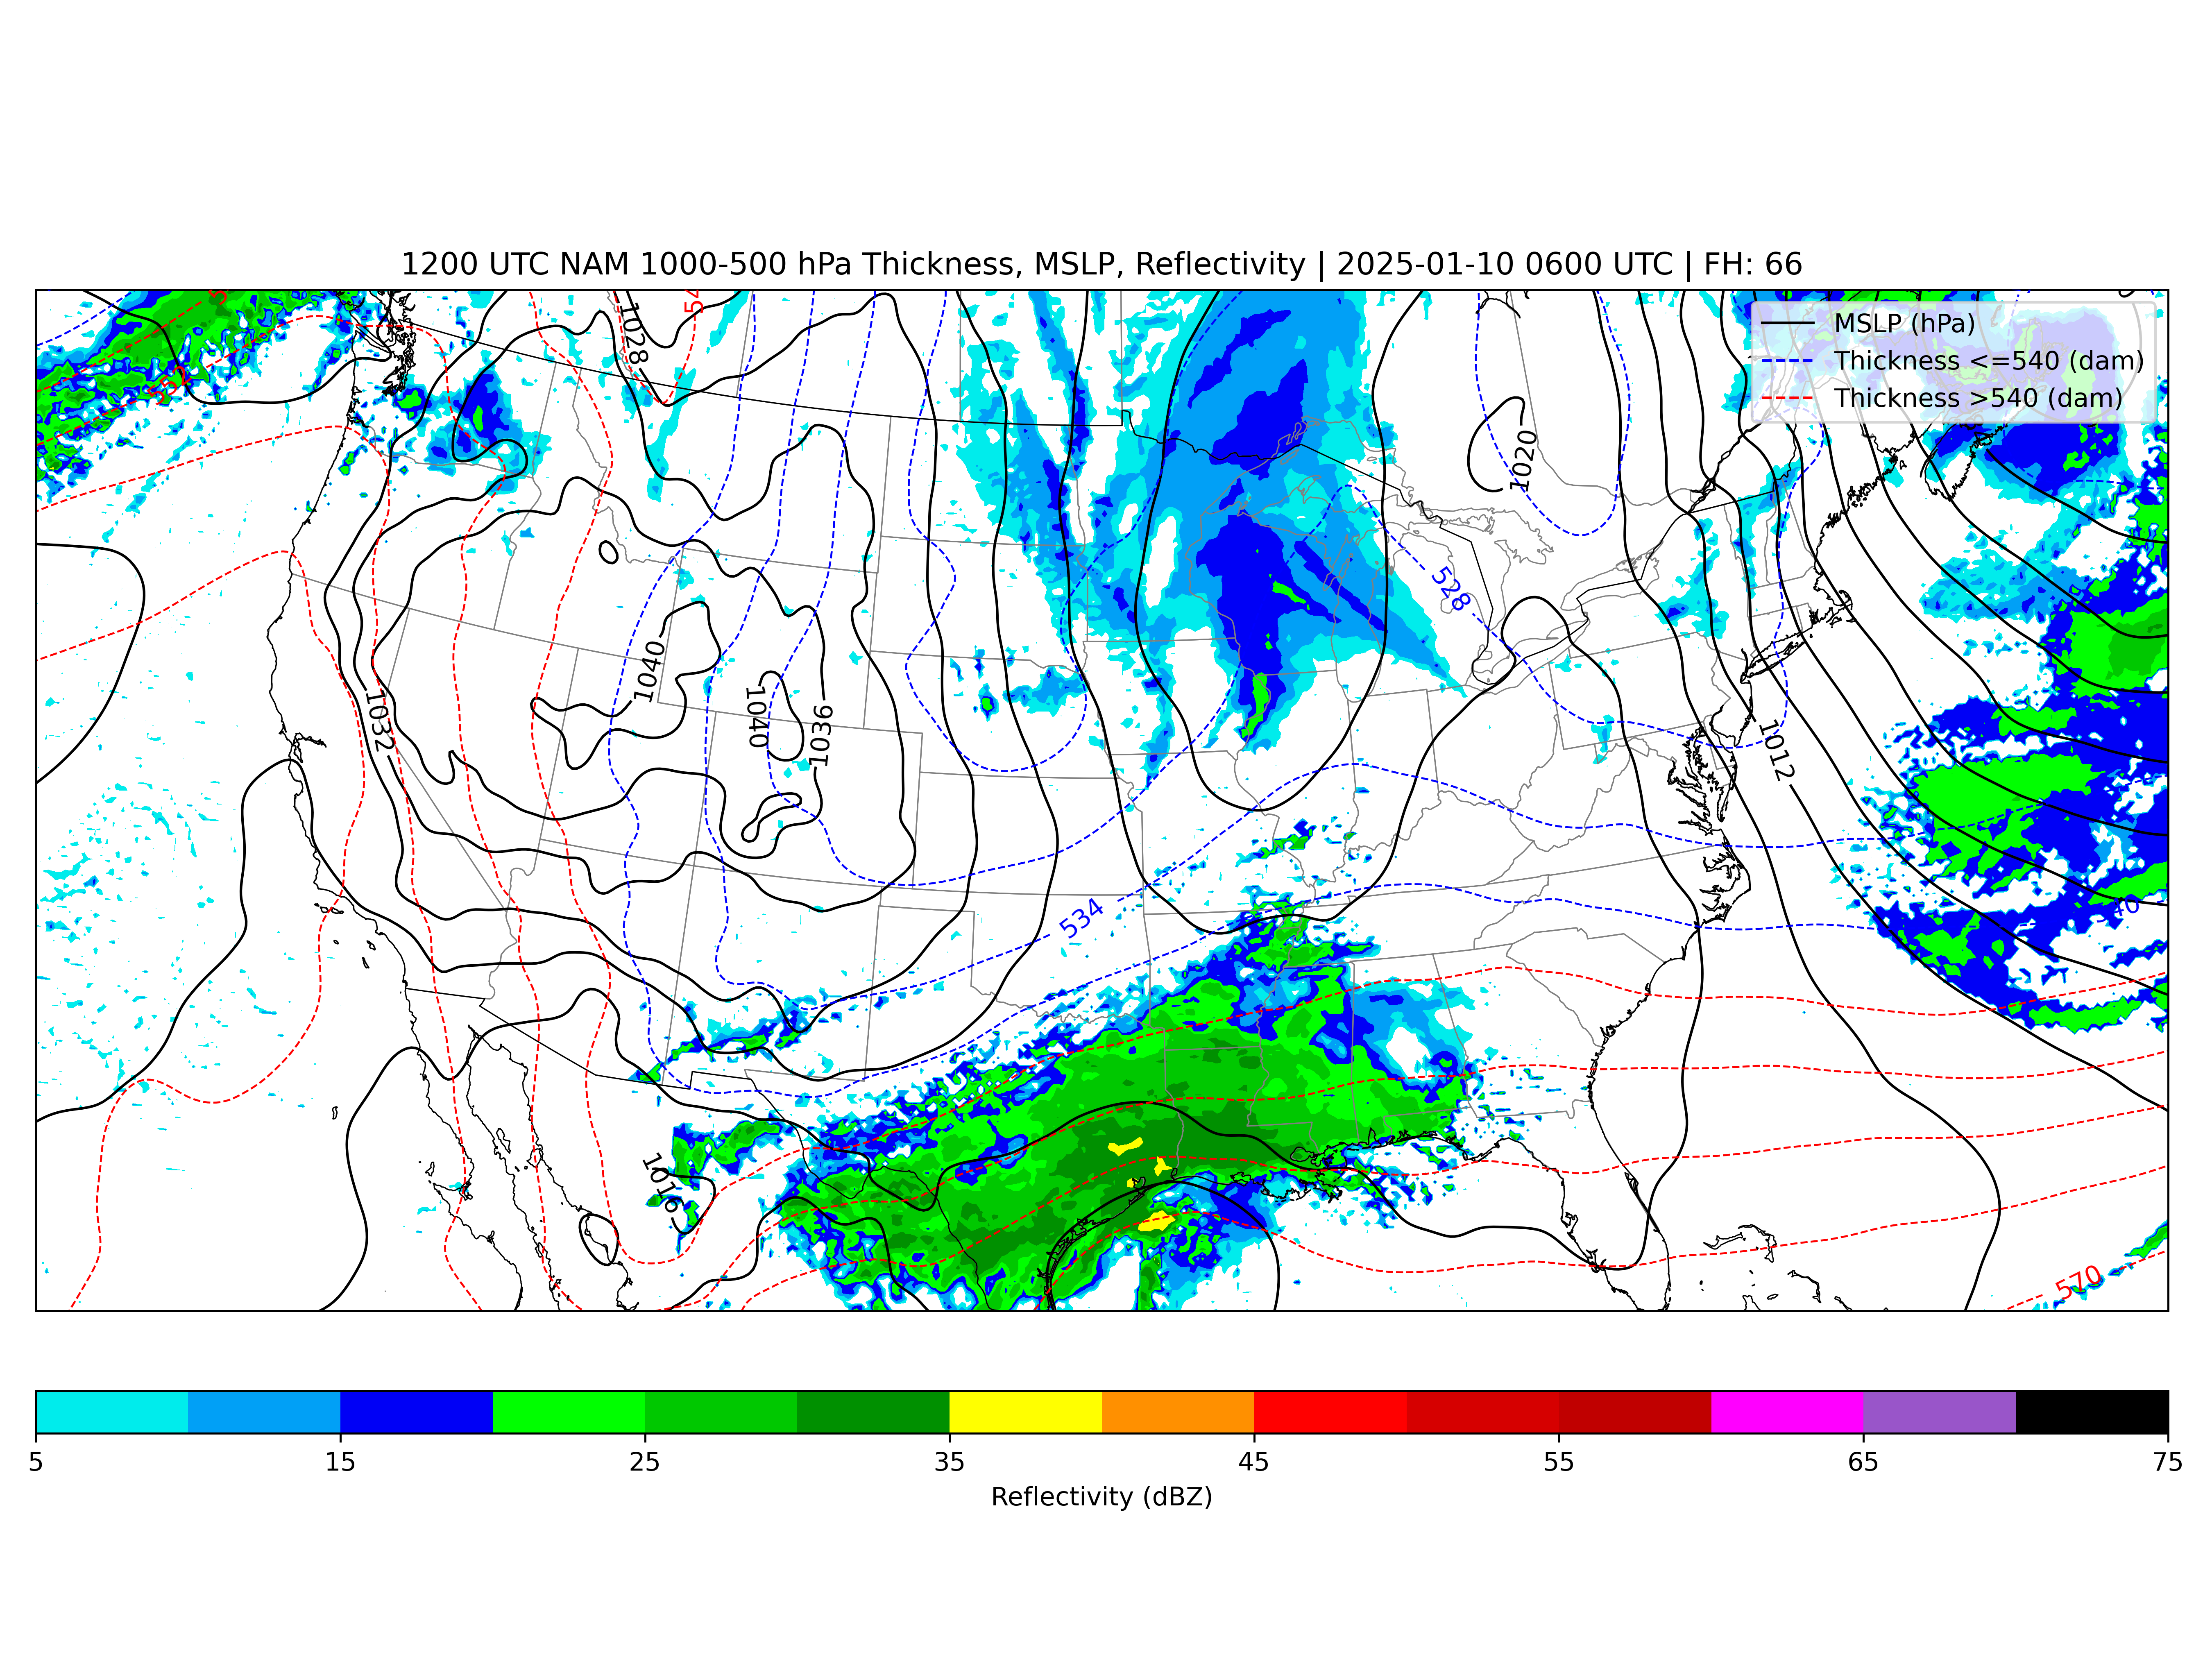 1200 UTC NAM 1000-500 hPa Thickness, MSLP, Reflectivity | 2025-01-10 0600 UTC | FH: 66
MSLP (hPa)
Thickness <=540 (dam)
Thickness >540 (dam)
1028
552
1020
528
1040
1032
1040
1036
1012
534
540
1016
570
5 15 25 35 45 55 65 75
Reflectivity (dBZ)